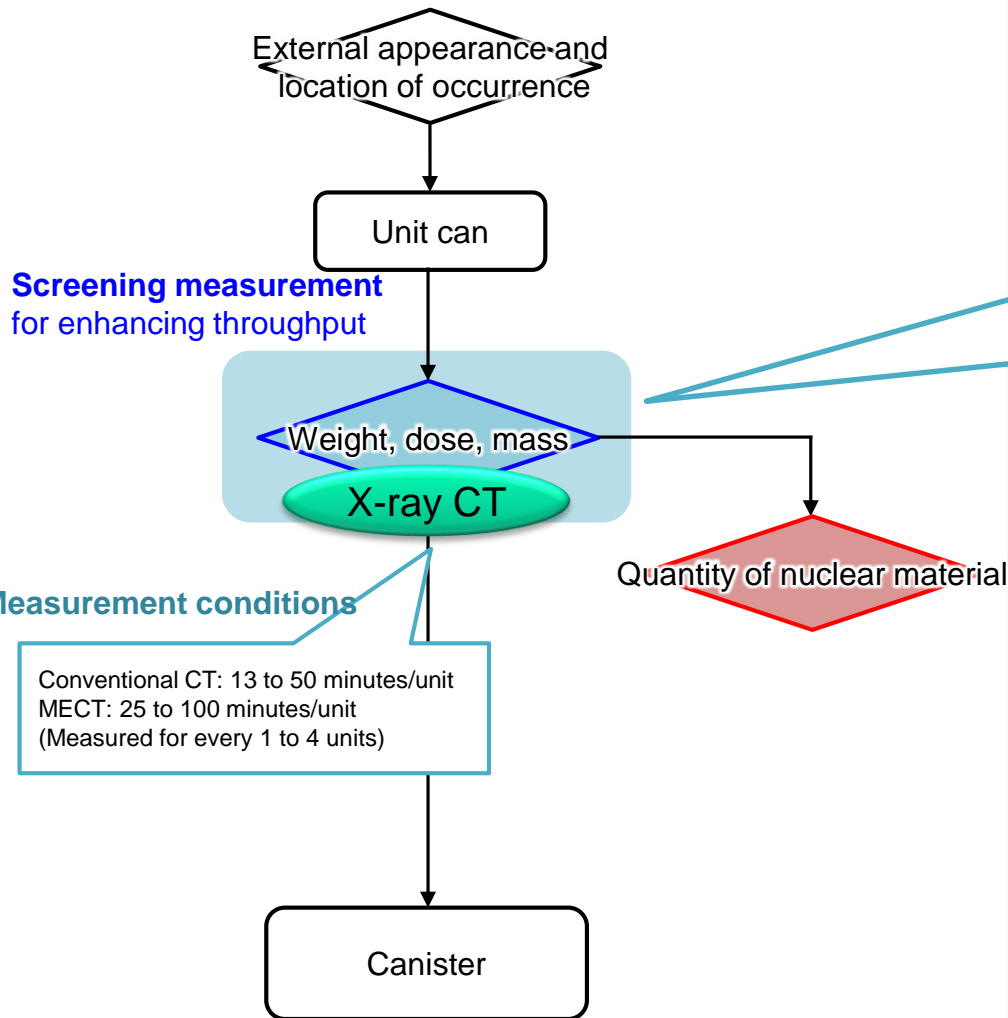 External appearance and
location of occurrence
Unit can
Screening measurement
for enhancing throughput
Weight, dose, mass
X-ray CT
Quantity of nuclear material
Measurement conditions
Conventional CT: 13 to 50 minutes/unit
MECT: 25 to 100 minutes/unit
(Measured for every 1 to 4 units)
Canister